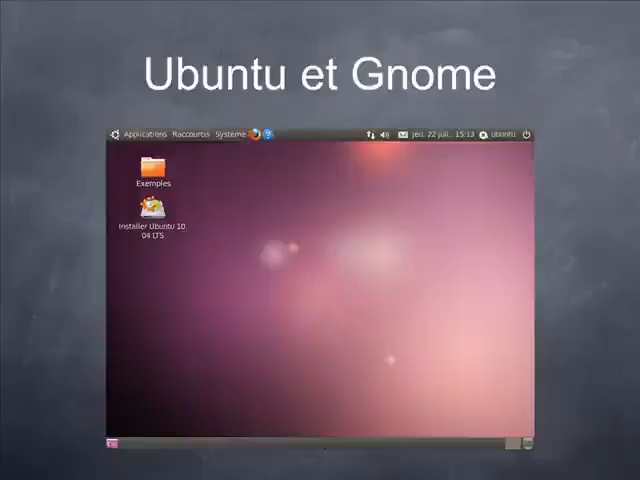 Ubuntu et Gnome
Applications Raccourcis Système jeu. 22 juil., 15:13 ubuntu
Exemples
Installer Ubuntu 10.
04 LTS